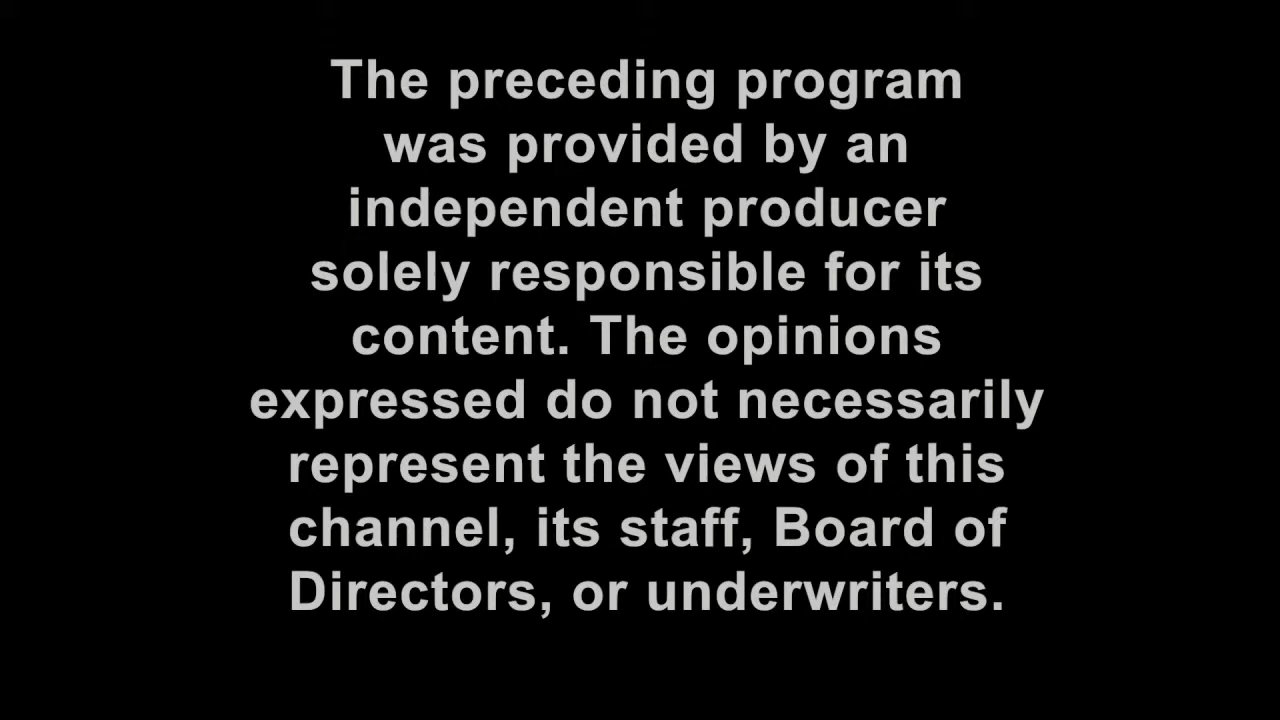 The preceding program
was provided by an
independent producer
solely responsible for its
content. The opinions
expressed do not necessarily
represent the views of this
channel, its staff, Board of
Directors, or underwriters.